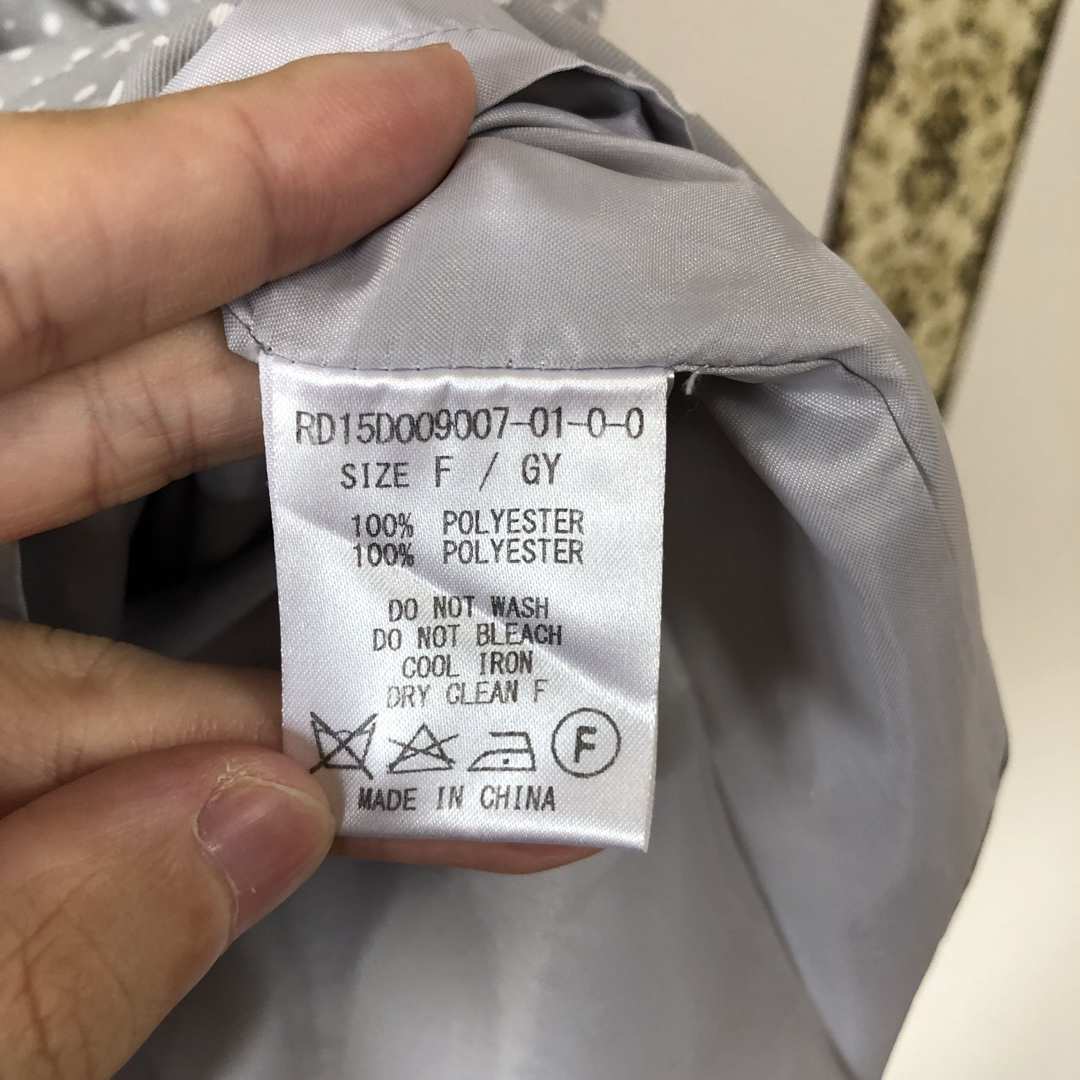 RD15D009007-01-0-0
SIZE F / GY
100% POLYESTER
100% POLYESTER
DO NOT WASH
DO NOT BLEACH
COOL IRON
DRY CLEAN F
F
MADE IN CHINA